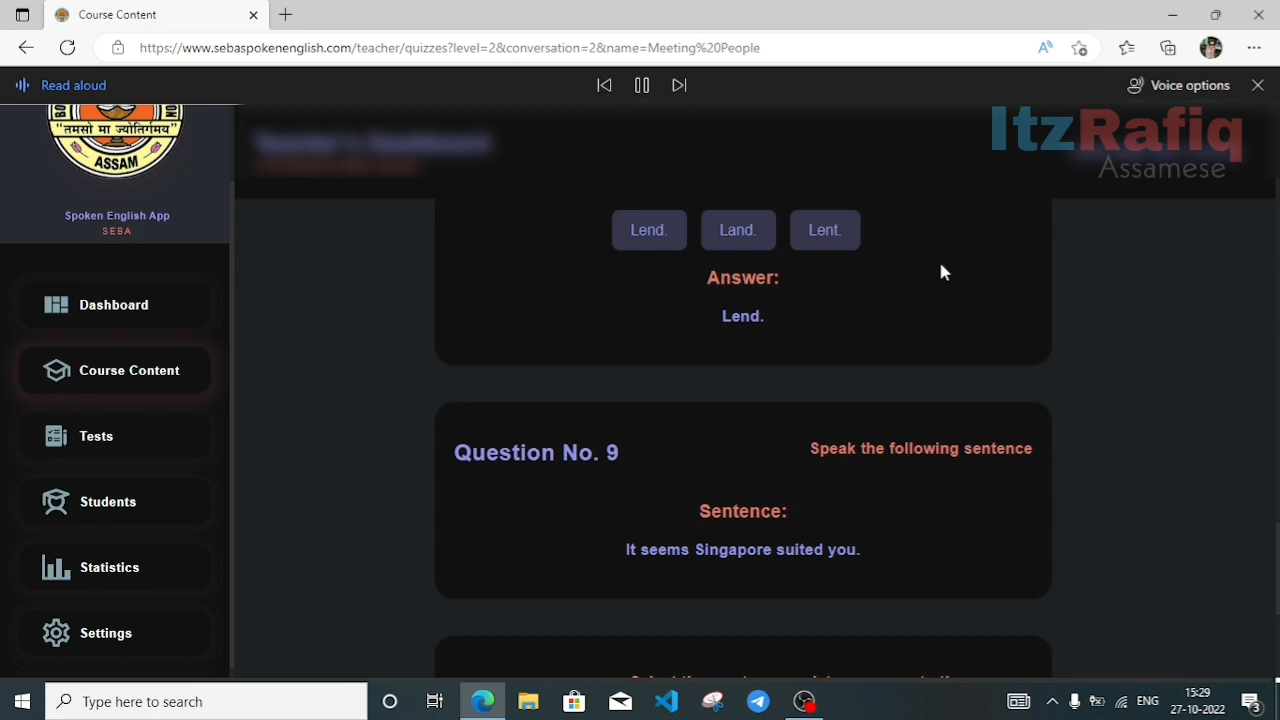 Course Content
https://www.sebaspokenenglish.com/teacher/quizzes?level=2&conversation=2&name=Meeting%20People
Read aloud
Voice options
"तमसो मा ज्योतिर्गमय"
ASSAM
Spoken English App
SEBA
Dashboard
Course Content
Tests
Students
Statistics
Settings
ItzRafiq
Assamese
Lend. Land. Lent.
Answer:
Lend.
Question No. 9
Speak the following sentence
Sentence:
It seems Singapore suited you.
Type here to search
ENG
15:29
27-10-2022
3